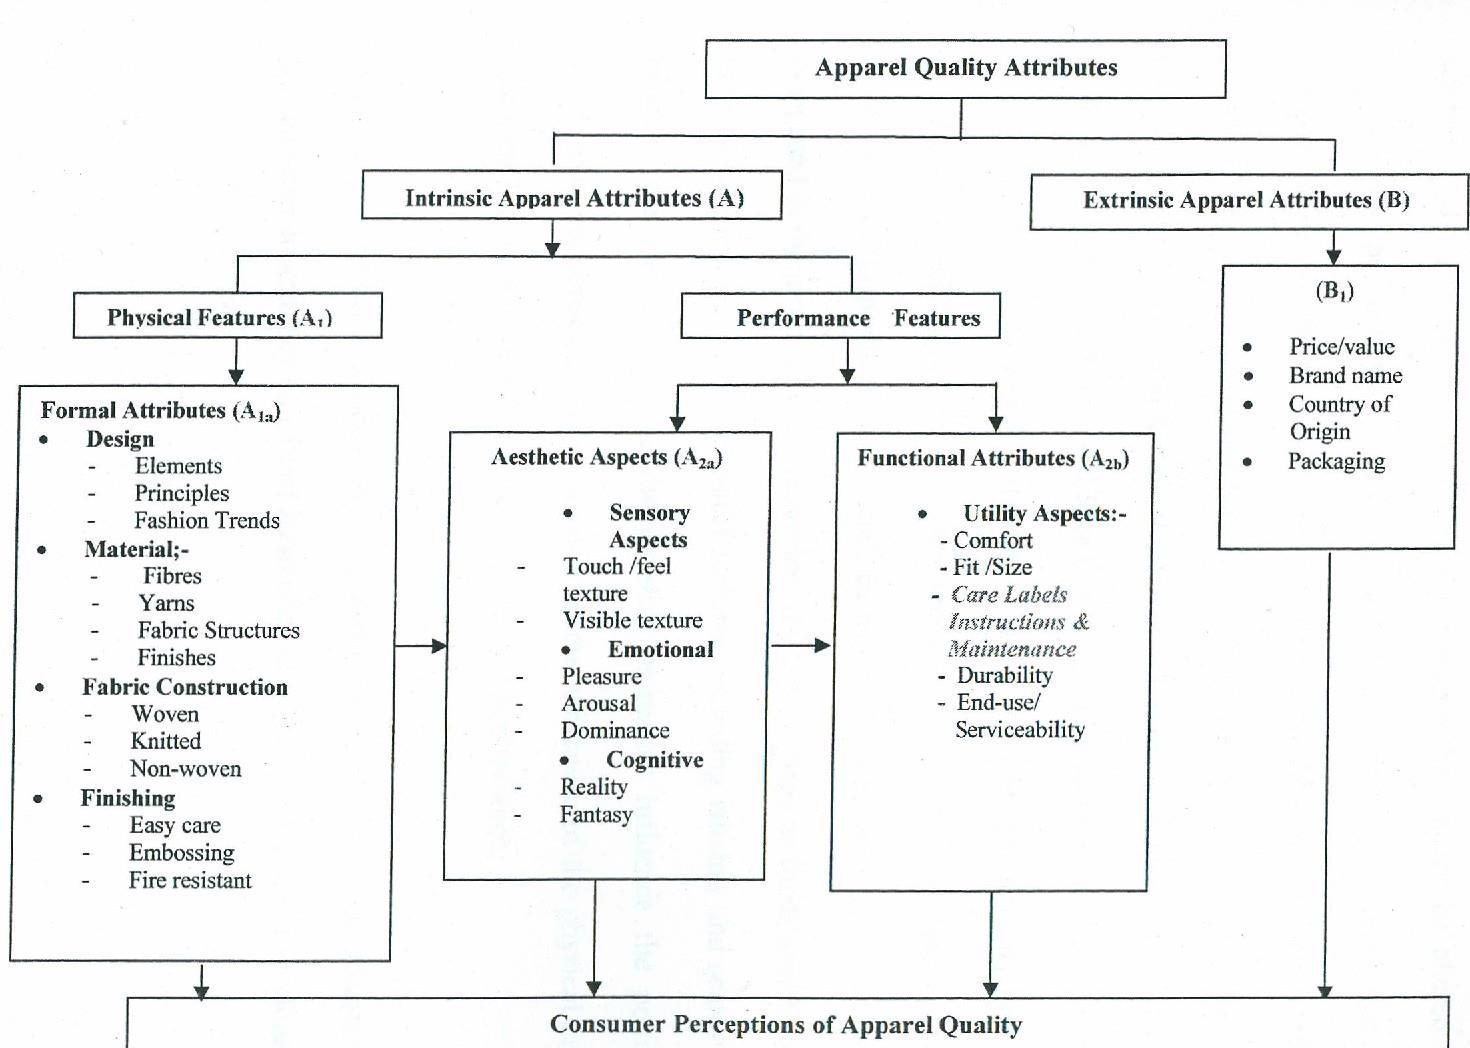 Apparel Quality Attributes
Intrinsic Apparel Attributes (A)
Extrinsic Apparel Attributes (B)
Physical Features (A₁)
Performance Features
(B₁)
• Price/value
• Brand name
• Country of
Origin
• Packaging
Formal Attributes (A₁ₐ)
• Design
- Elements
- Principles
- Fashion Trends
• Material;-
- Fibres
- Yarns
- Fabric Structures
- Finishes
• Fabric Construction
- Woven
- Knitted
- Non-woven
• Finishing
- Easy care
- Embossing
- Fire resistant
Aesthetic Aspects (A₂ₐ)
• Sensory
Aspects
- Touch /feel
texture
- Visible texture
• Emotional
- Pleasure
- Arousal
- Dominance
• Cognitive
- Reality
- Fantasy
Functional Attributes (A₂b)
• Utility Aspects:-
- Comfort
- Fit /Size
- Care Labels
Instructions &
Maintenance
- Durability
- End-use/
Serviceability
Consumer Perceptions of Apparel Quality